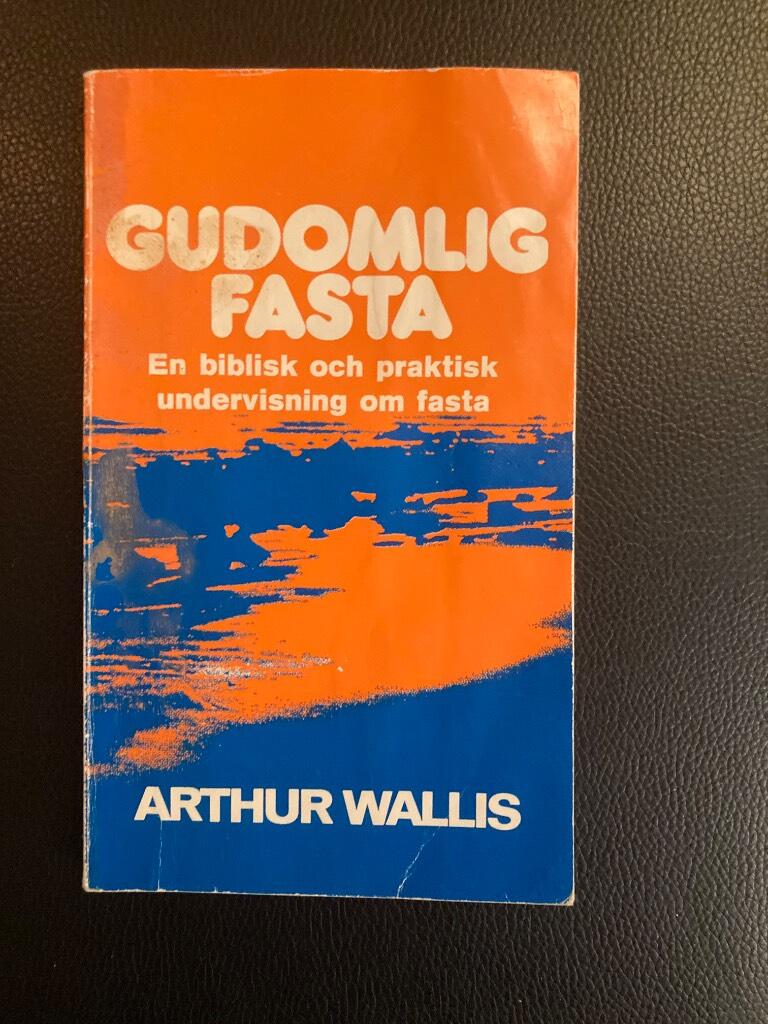 GUDOMLIG
FASTA
En biblisk och praktisk
undervisning om fasta
ARTHUR WALLIS